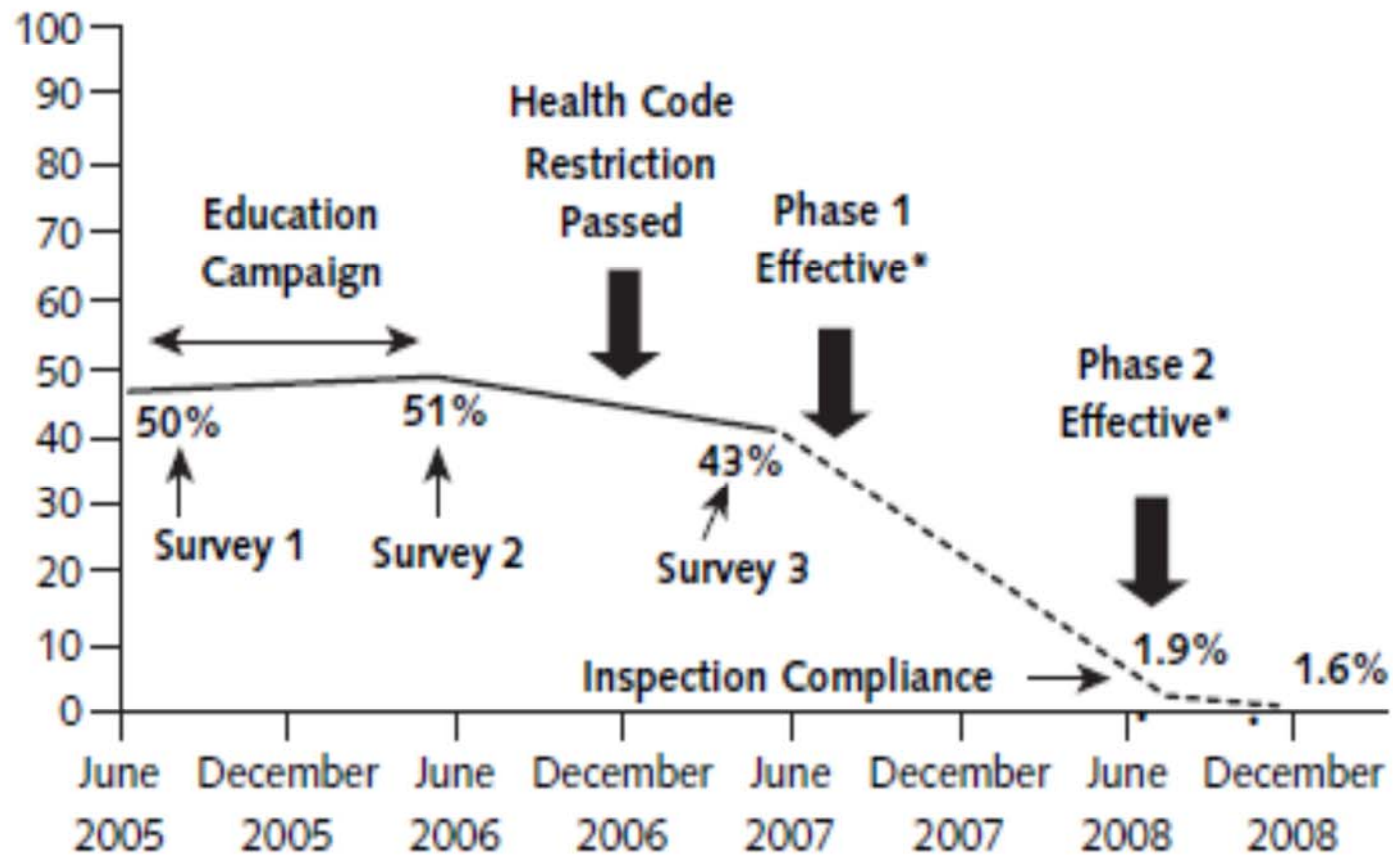 100
90
80
70
60
50
40
30
20
10
0
Health Code
Restriction
Passed
Education
Campaign
Phase 1
Effective*
Phase 2
Effective*
50%
51%
43%
Survey 1
Survey 2
Survey 3
1.9%
1.6%
Inspection Compliance
June December June December June December June December
2005 2005 2006 2006 2007 2007 2008 2008